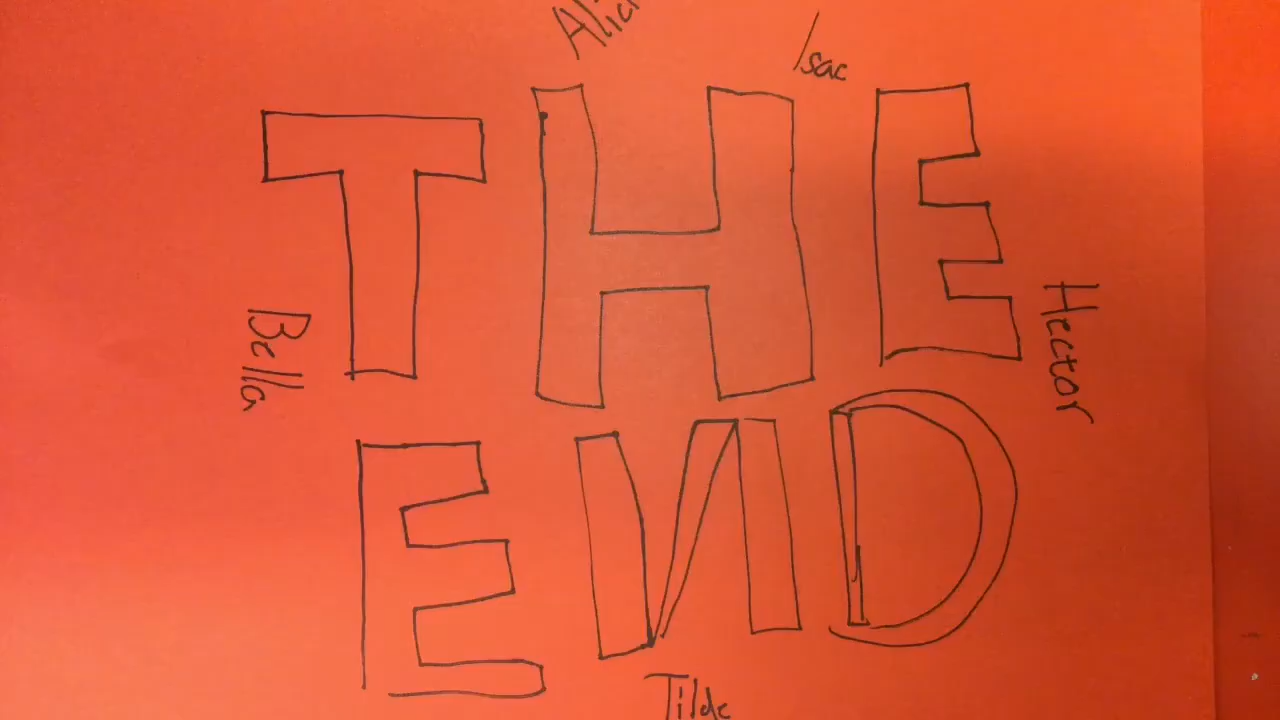 Isac
THE
Hector
Bella
END
Tilde